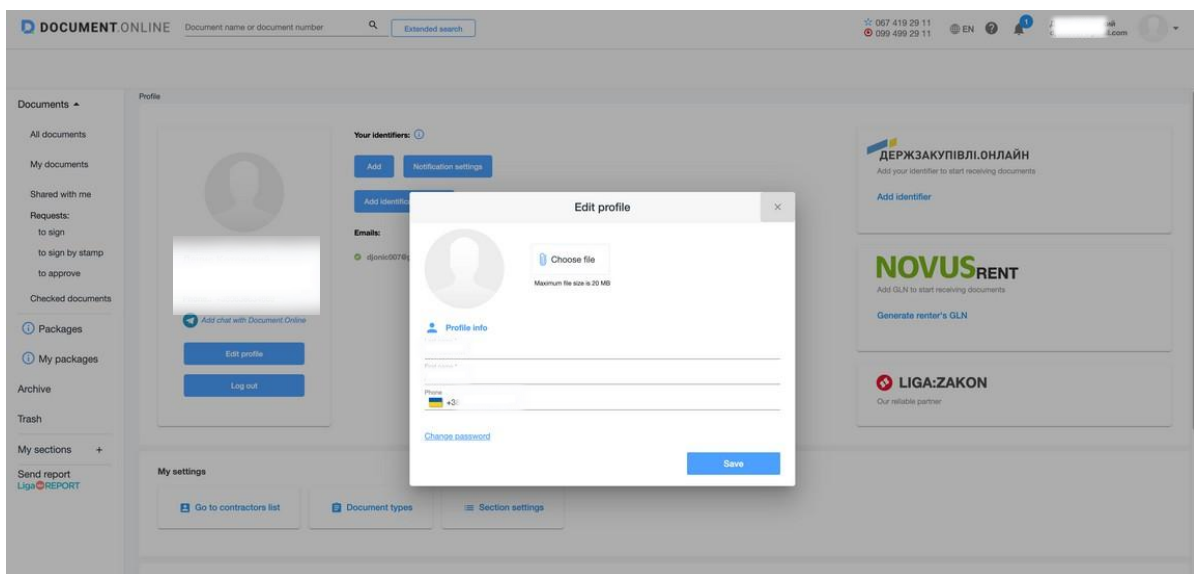 DOCUMENT.ONLINE
Document name or document number
Extended search
067 419 29 11
099 499 29 11
EN
1
Documents
All documents
My documents
Shared with me
Requests:
to sign
to sign by stamp
to approve
Checked documents
Packages
My packages
Archive
Trash
My sections +
Send report
Liga REPORT
Profile
Add chat with Document.Online
Edit profile
Log out
Your identifiers:
Add
Notification settings
Emails:
Edit profile
Choose file
Maximum file size is 20 MB
Profile info
Phone
Change password
Save
ДЕРЖЗАКУПІВЛІ.ОНЛАЙН
Add your identifier to start receiving documents
Add identifier
NOVUS RENT
Add GLN to start receiving documents
Generate renter's GLN
LIGA:ZAKON
Our reliable partner
My settings
Go to contractors list
Document types
Section settings